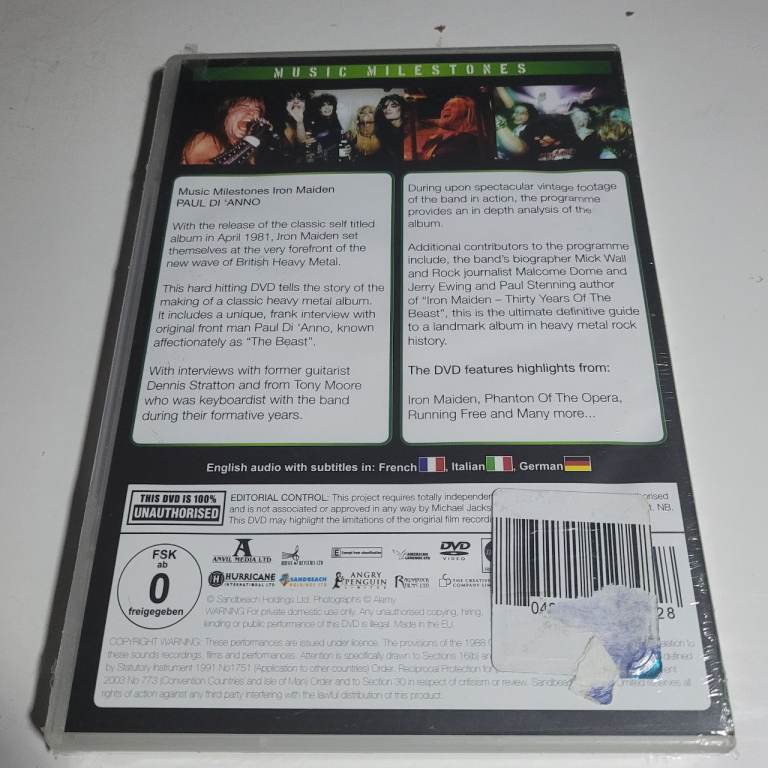 MUSIC MILESTONES
Music Milestones Iron Maiden
PAUL DI 'ANNO
With the release of the classic self titled
album in April 1981, Iron Maiden set
themselves at the very forefront of the
new wave of British Heavy Metal.
This hard hitting DVD tells the story of the
making of a classic heavy metal album.
It includes a unique, frank interview with
original front man Paul Di 'Anno, known
affectionately as "The Beast".
With interviews with former guitarist
Dennis Stratton and from Tony Moore
who was keyboardist with the band
during their formative years.
During upon spectacular vintage footage
of the band in action, the programme
provides an in depth analysis of the
album.
Additional contributors to the programme
include, the band's biographer Mick Wall
and Rock journalist Malcome Dome and
Jerry Ewing and Paul Stenning author
of "Iron Maiden – Thirty Years Of The
Beast", this is the ultimate definitive guide
to a landmark album in heavy metal rock
history.
The DVD features highlights from:
Iron Maiden, Phanton Of The Opera,
Running Free and Many more...
English audio with subtitles in: French , Italian , German
THIS DVD IS 100%
UNAUTHORISED
EDITORIAL CONTROL: This project requires totally independen
and is not associated or approved in any way by Michael Jacks
This DVD may highlight the limitations of the original film record
orised
NB.
FSK
ab
0
freigegeben
A
ANVIL MEDIA LTD
E Exempt from classification
DVD
VIDEO
HURRICANE
INTERNATIONAL LTD
SANDBEACH
HOLDINGS LTD
ANGRY
PENGUIN
LIMITED
THE CREATIVE
COMPANY
© Sandbeach Holdings Ltd. Photographs © Alamy
WARNING: For private domestic use only. Any unauthorised copying, hiring,
lending or public performance of this DVD is illegal. Made in the EU.
28
COPYRIGHT WARNING: These performances are issued under licence. The provisions of the 1988
these sounds recordings, films and performances. Attention is specifically drawn to Sections 16(b) an
defined
by Statutory Instrument 1991 No1751 (Application to other countries) Order, Reciprocal Protection to
2003 No 773 (Convention Countries and Isle of Man) Order and to Section 30 in respect of criticism or review. Sandbea
rights of action against any third party interfering with the lawful distribution of this product.